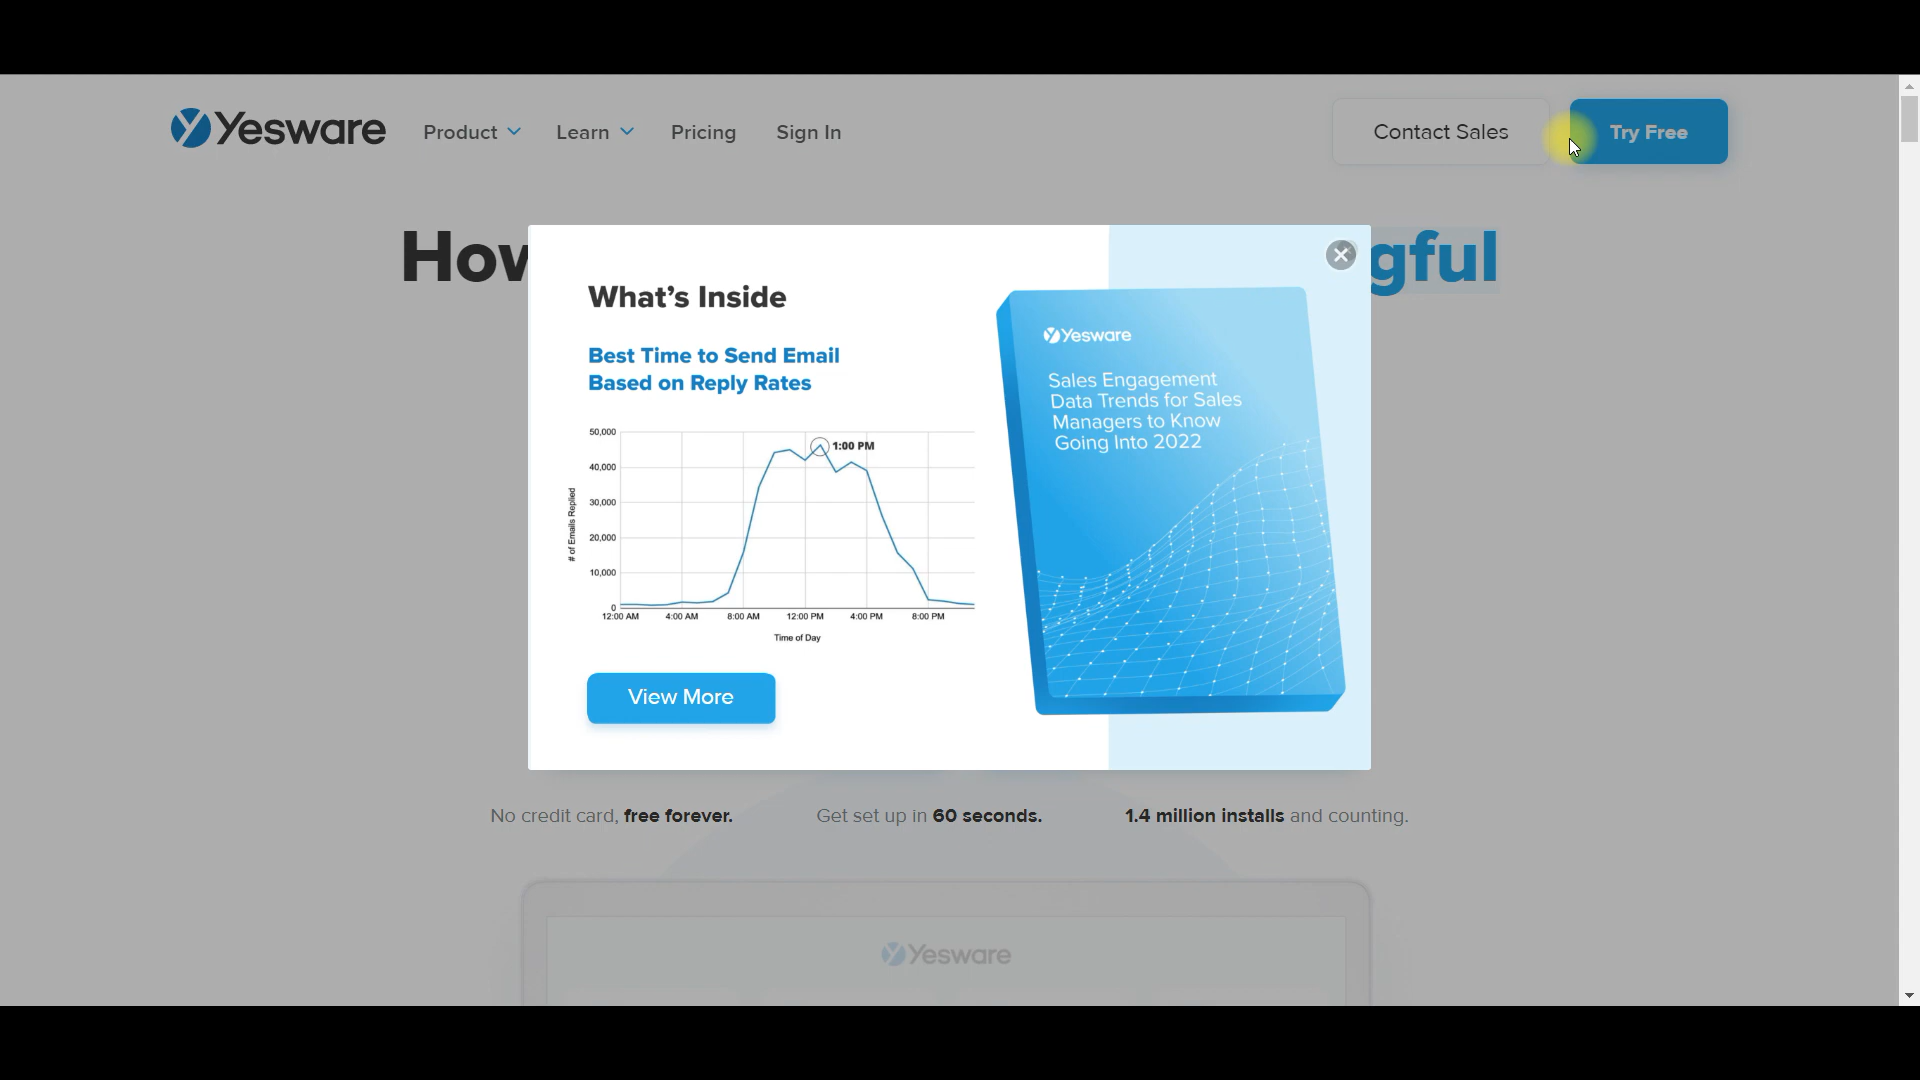 Yesware
Product
Learn
Pricing
Sign In
Contact Sales
Try Free
How
gful
What's Inside
Best Time to Send Email
Based on Reply Rates
50,000
40,000
30,000
20,000
10,000
0
# of Emails Replied
1:00 PM
12:00 AM 4:00 AM 8:00 AM 12:00 PM 4:00 PM 8:00 PM
Time of Day
View More
Yesware
Sales Engagement
Data Trends for Sales
Managers to Know
Going Into 2022
No credit card, free forever.
Get set up in 60 seconds.
1.4 million installs and counting.
Yesware